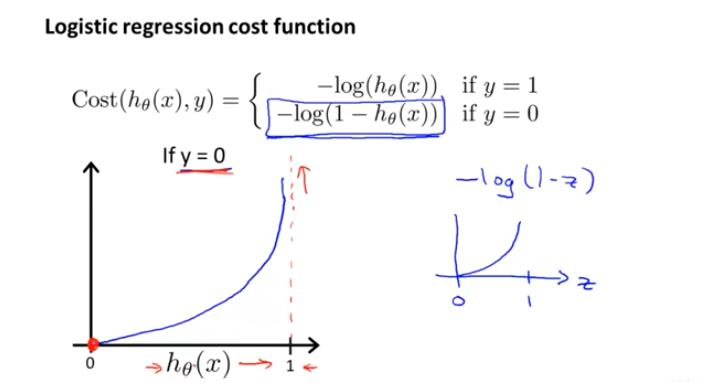 Logistic regression cost function
Cost(hθ(x), y) = { −log(hθ(x)) if y = 1
−log(1 − hθ(x)) if y = 0
If y = 0
−log(1−z)
0 1 z
0 hθ(x) 1